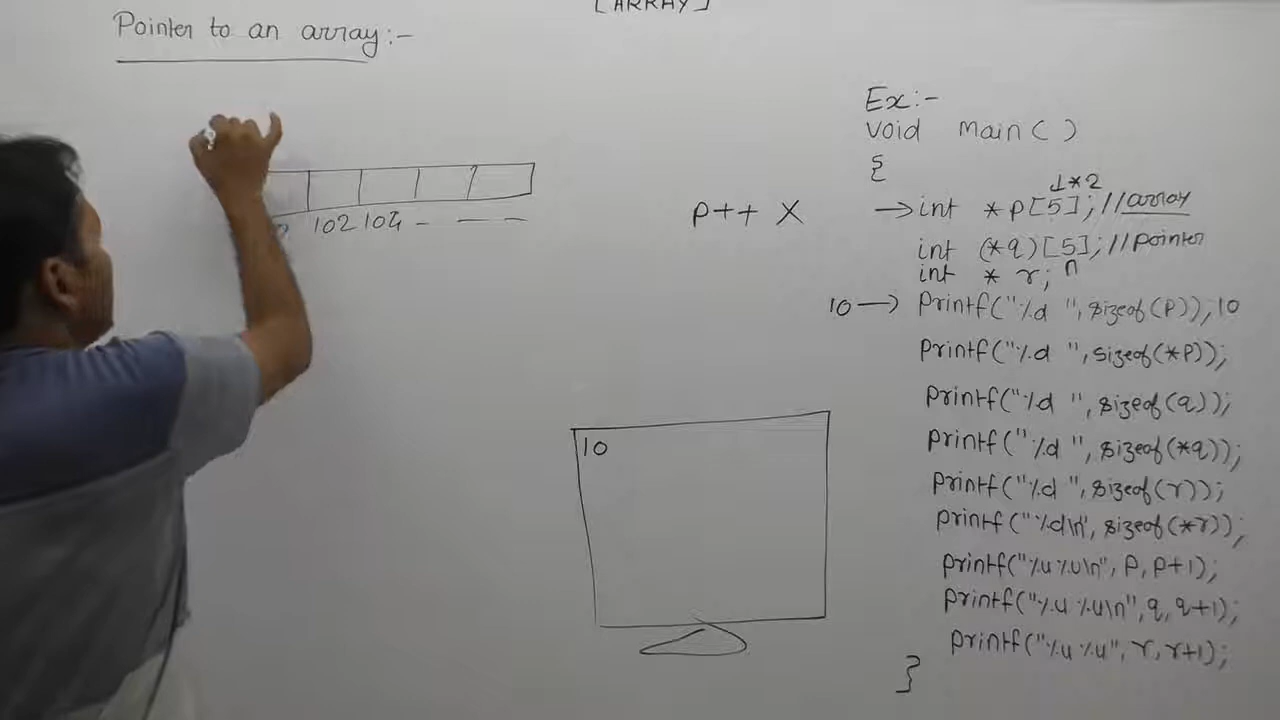 [ARRAY]
Pointer to an array:-
102 104 - — —
P++ X
10
Ex:-
void main()
{
1*2
→int *p[5];//array
int (*q)[5];//pointer
int * r;
10 → Printf("%d ",sizeof(P)),10
Printf("%d ",sizeof(*P));
Printf("%d ",sizeof(q));
Printf("%d ",sizeof(*q));
Printf("%d ",sizeof(r));
Printf("%d\n",sizeof(*r));
Printf("%u %u\n", P, P+1);
Printf("%u %u\n", q, q+1);
Printf("%u %u", r, r+1);
}